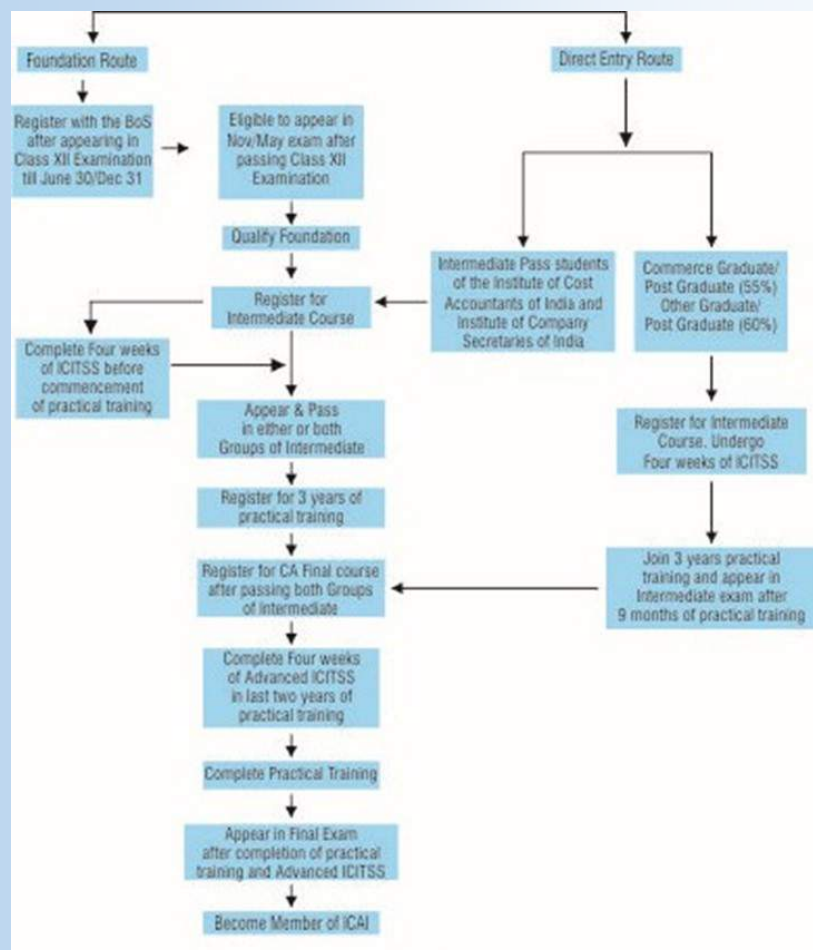 Foundation Route
Direct Entry Route
Register with the BoS
after appearing in
Class XII Examination
till June 30/Dec 31
Eligible to appear in
Nov/May exam after
passing Class XII
Examination
Qualify Foundation
Register for
Intermediate Course
Intermediate Pass students
of the Institute of Cost
Accountants of India and
Institute of Company
Secretaries of India
Commerce Graduate/
Post Graduate (55%)
Other Graduate/
Post Graduate (60%)
Complete Four weeks
of ICITSS before
commencement
of practical training
Appear & Pass
in either or both
Groups of Intermediate
Register for Intermediate
Course. Undergo
Four weeks of ICITSS
Register for 3 years of
practical training
Register for CA Final course
after passing both Groups
of Intermediate
Join 3 years practical
training and appear in
Intermediate exam after
9 months of practical training
Complete Four weeks
of Advanced ICITSS
in last two years of
practical training
Complete Practical Training
Appear in Final Exam
after completion of practical
training and Advanced ICITSS
Become Member of ICAI